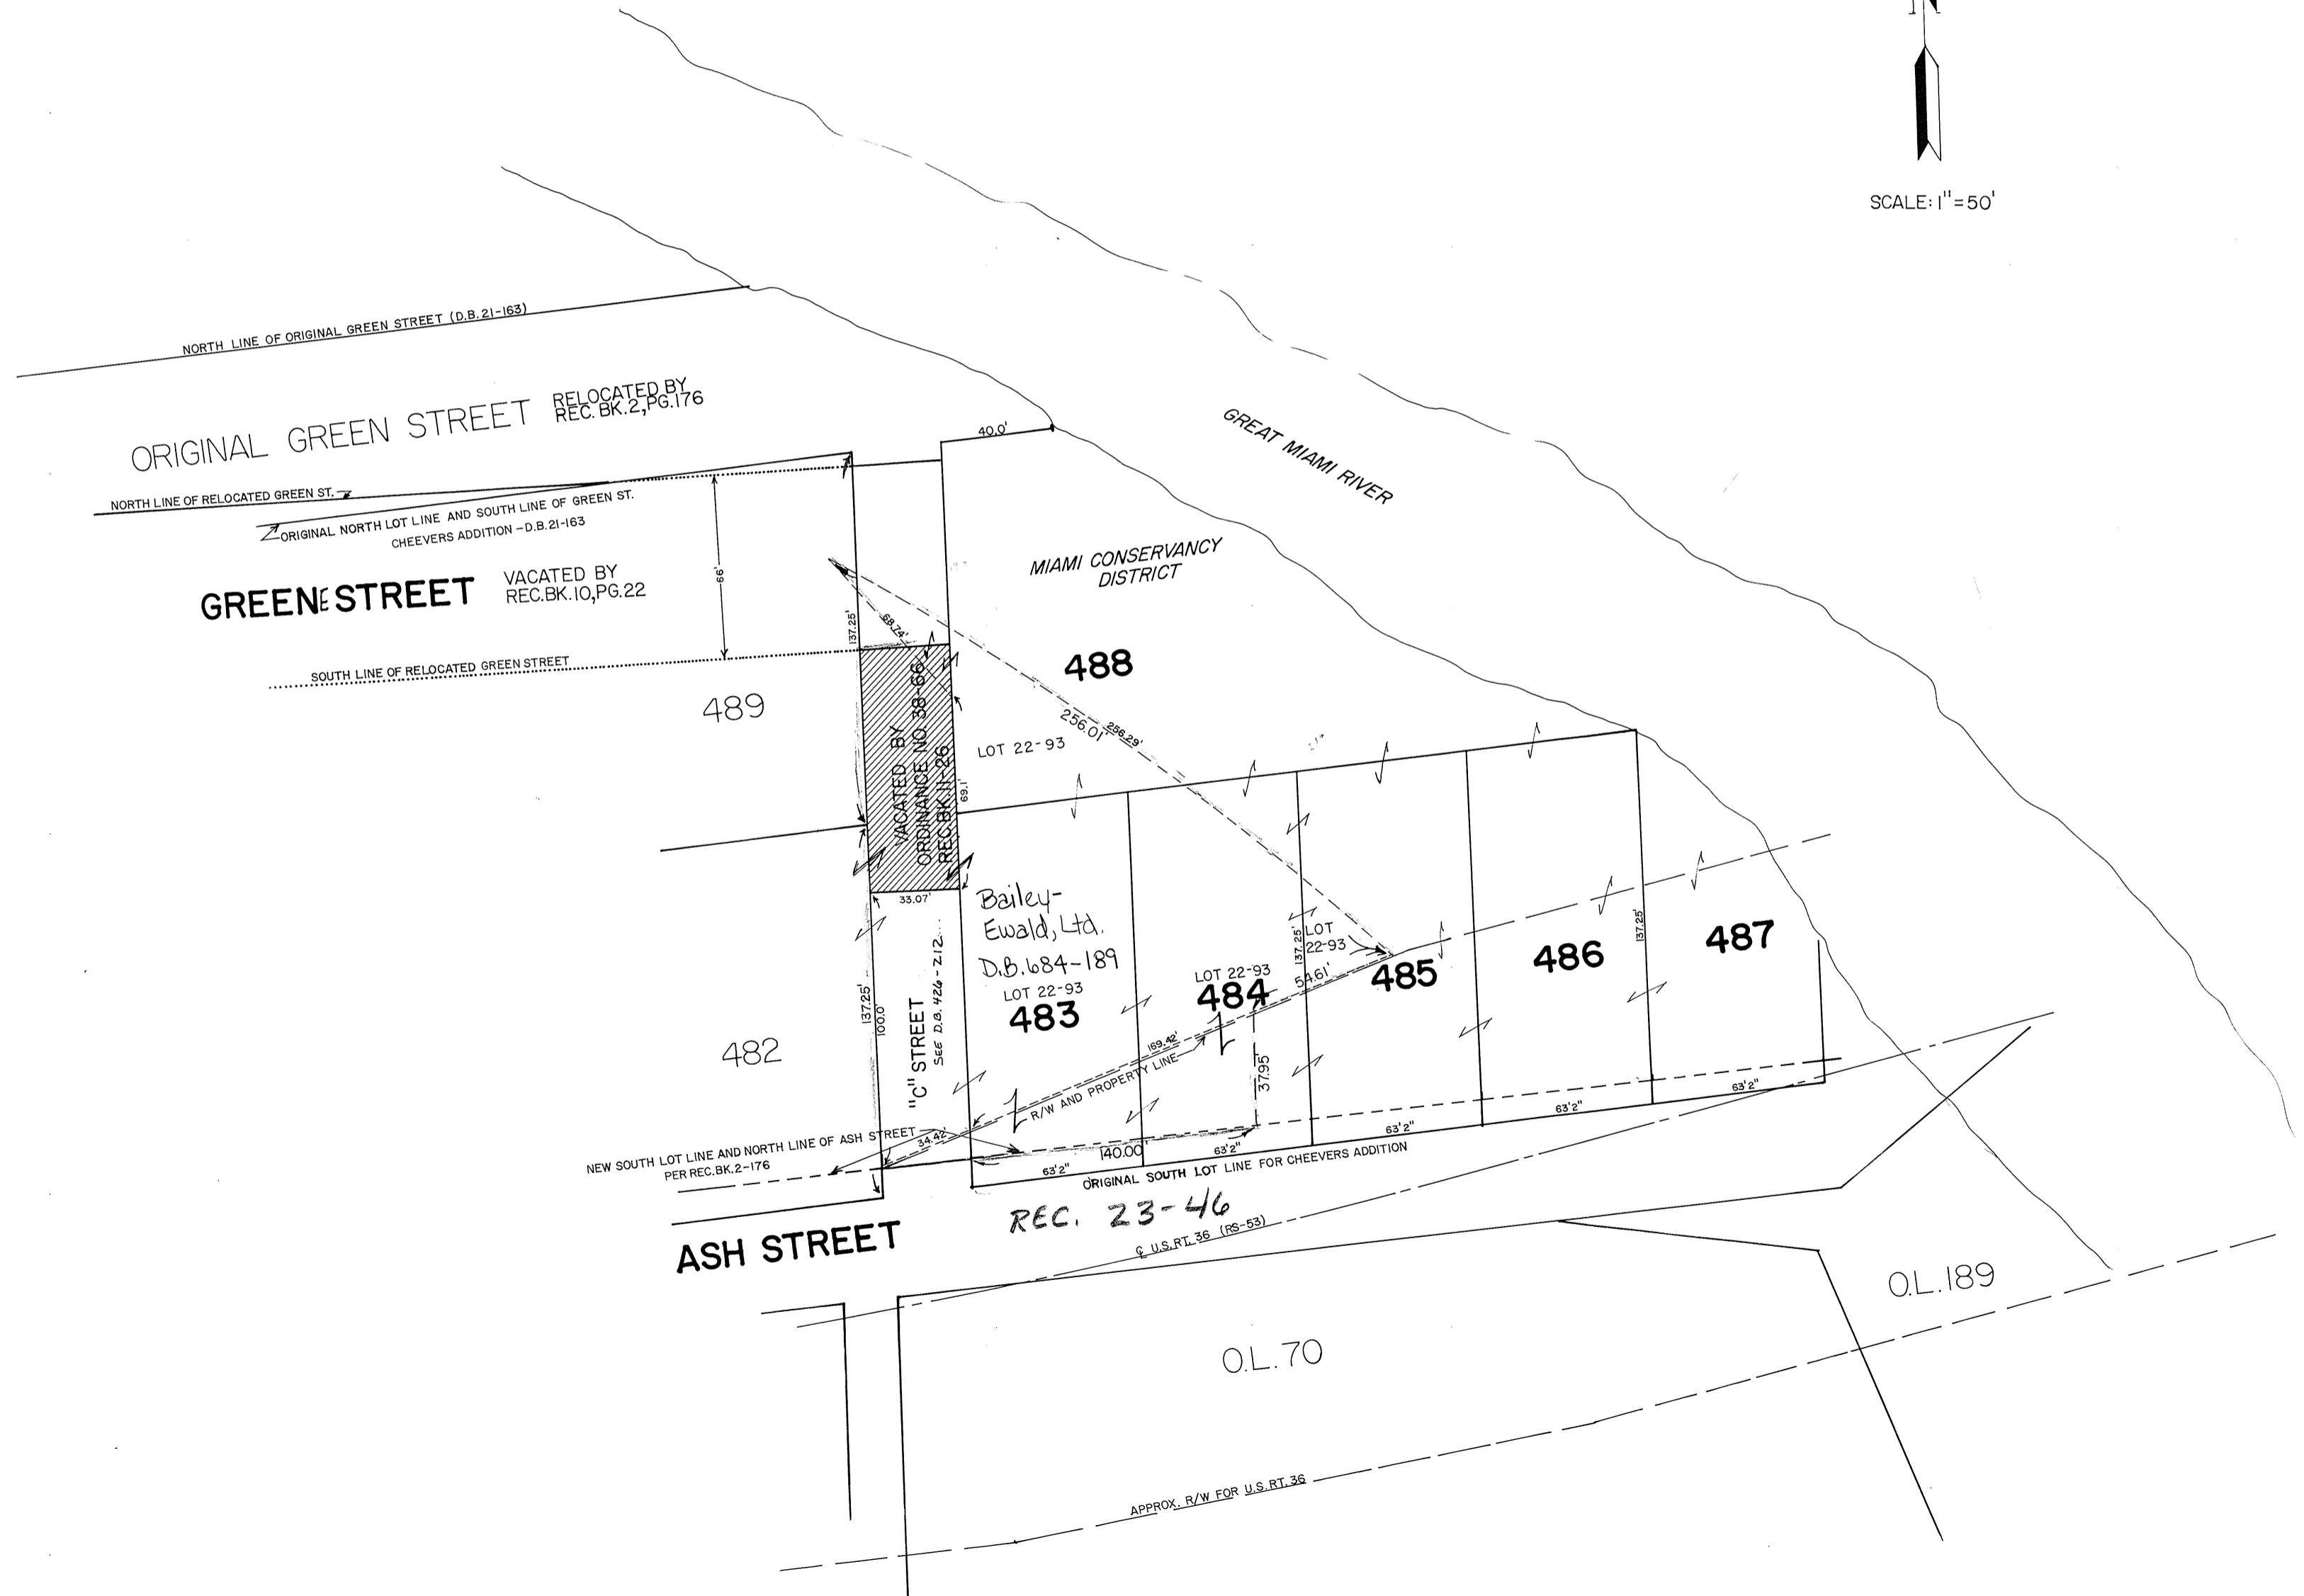 N
SCALE: 1"=50'
NORTH LINE OF ORIGINAL GREEN STREET (D.B. 21-163)
ORIGINAL GREEN STREET
RELOCATED BY
REC. BK. 2, PG. 176
40.0'
GREAT MIAMI RIVER
NORTH LINE OF RELOCATED GREEN ST.
ORIGINAL NORTH LOT LINE AND SOUTH LINE OF GREEN ST.
CHEEVERS ADDITION - D.B. 21-163
MIAMI CONSERVANCY
DISTRICT
GREENE STREET
VACATED BY
REC. BK. 10, PG. 22
66'
137.25'
68.74'
SOUTH LINE OF RELOCATED GREEN STREET
488
489
256.01'
256.29'
LOT 22-93
VACATED BY
ORDINANCE NO. 38-66
REC. BK. 11-26
69.1'
33.07'
Bailey-
Ewald, Ltd.
D.B. 684-189
LOT 22-93
483
LOT 22-93
484
137.25'
LOT
22-93
54.61'
485
486
137.25'
487
482
137.25'
100.0'
"C" STREET
SEE D.B. 426-212...
169.42'
R/W AND PROPERTY LINE
37.95'
NEW SOUTH LOT LINE AND NORTH LINE OF ASH STREET
PER REC. BK. 2-176
34.42'
63'2"
140.00'
63'2"
63'2"
63'2"
63'2"
ORIGINAL SOUTH LOT LINE FOR CHEEVERS ADDITION
REC. 23-46
ASH STREET
℄ U.S. RT. 36 (RS-53)
O.L. 189
O.L. 70
APPROX. R/W FOR U.S. RT. 36